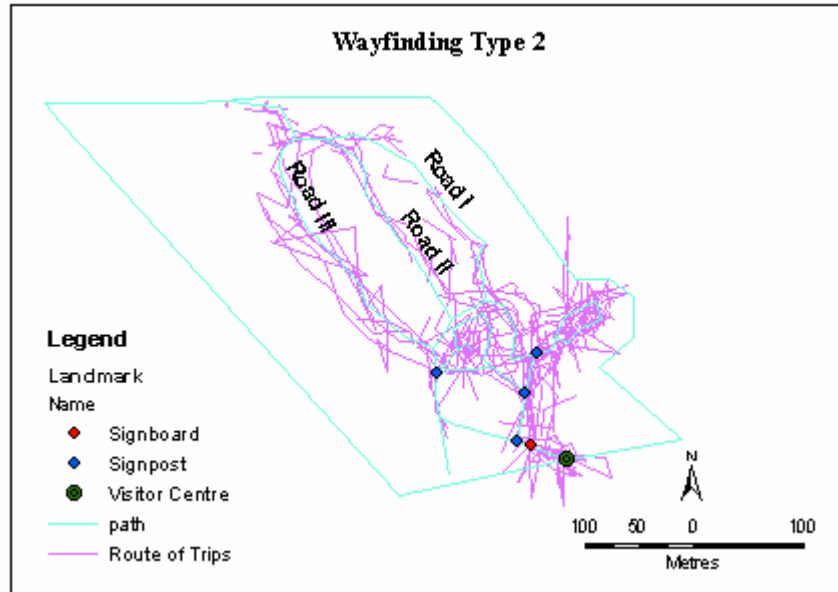 Wayfinding Type 2
Road I
Road II
Road III
Legend
Landmark
Name
Signboard
Signpost
Visitor Centre
path
Route of Trips
N
100 50 0 100
Metres